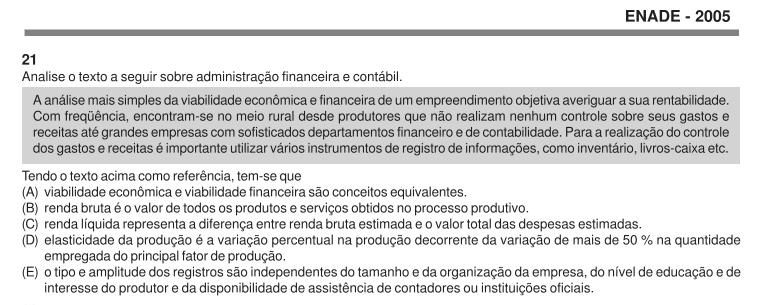 ENADE - 2005
21
Analise o texto a seguir sobre administração financeira e contábil.
A análise mais simples da viabilidade econômica e financeira de um empreendimento objetiva averiguar a sua rentabilidade.
Com freqüência, encontram-se no meio rural desde produtores que não realizam nenhum controle sobre seus gastos e
receitas até grandes empresas com sofisticados departamentos financeiro e de contabilidade. Para a realização do controle
dos gastos e receitas é importante utilizar vários instrumentos de registro de informações, como inventário, livros-caixa etc.
Tendo o texto acima como referência, tem-se que
(A) viabilidade econômica e viabilidade financeira são conceitos equivalentes.
(B) renda bruta é o valor de todos os produtos e serviços obtidos no processo produtivo.
(C) renda líquida representa a diferença entre renda bruta estimada e o valor total das despesas estimadas.
(D) elasticidade da produção é a variação percentual na produção decorrente da variação de mais de 50 % na quantidade
empregada do principal fator de produção.
(E) o tipo e amplitude dos registros são independentes do tamanho e da organização da empresa, do nível de educação e de
interesse do produtor e da disponibilidade de assistência de contadores ou instituições oficiais.